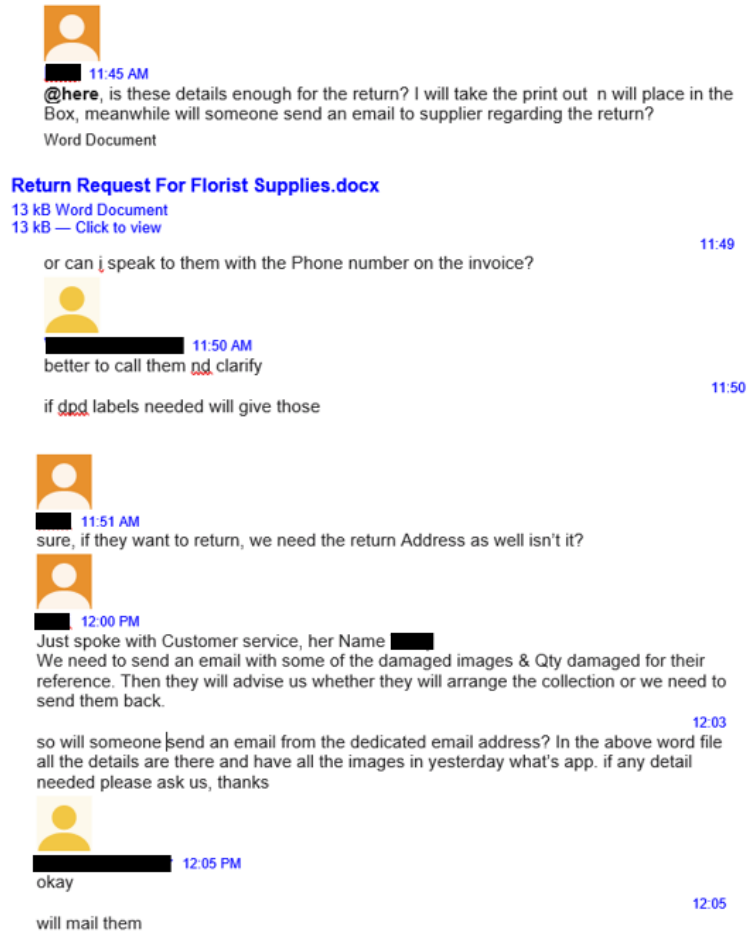 11:45 AM
@here, is these details enough for the return? I will take the print out n will place in the
Box, meanwhile will someone send an email to supplier regarding the return?
Word Document
Return Request For Florist Supplies.docx
13 kB Word Document
13 kB — Click to view
11:49
or can i speak to them with the Phone number on the invoice?
11:50 AM
better to call them nd clarify
11:50
if dpd labels needed will give those
11:51 AM
sure, if they want to return, we need the return Address as well isn't it?
12:00 PM
Just spoke with Customer service, her Name
We need to send an email with some of the damaged images & Qty damaged for their
reference. Then they will advise us whether they will arrange the collection or we need to
send them back.
12:03
so will someone send an email from the dedicated email address? In the above word file
all the details are there and have all the images in yesterday what's app. if any detail
needed please ask us, thanks
12:05 PM
okay
12:05
will mail them